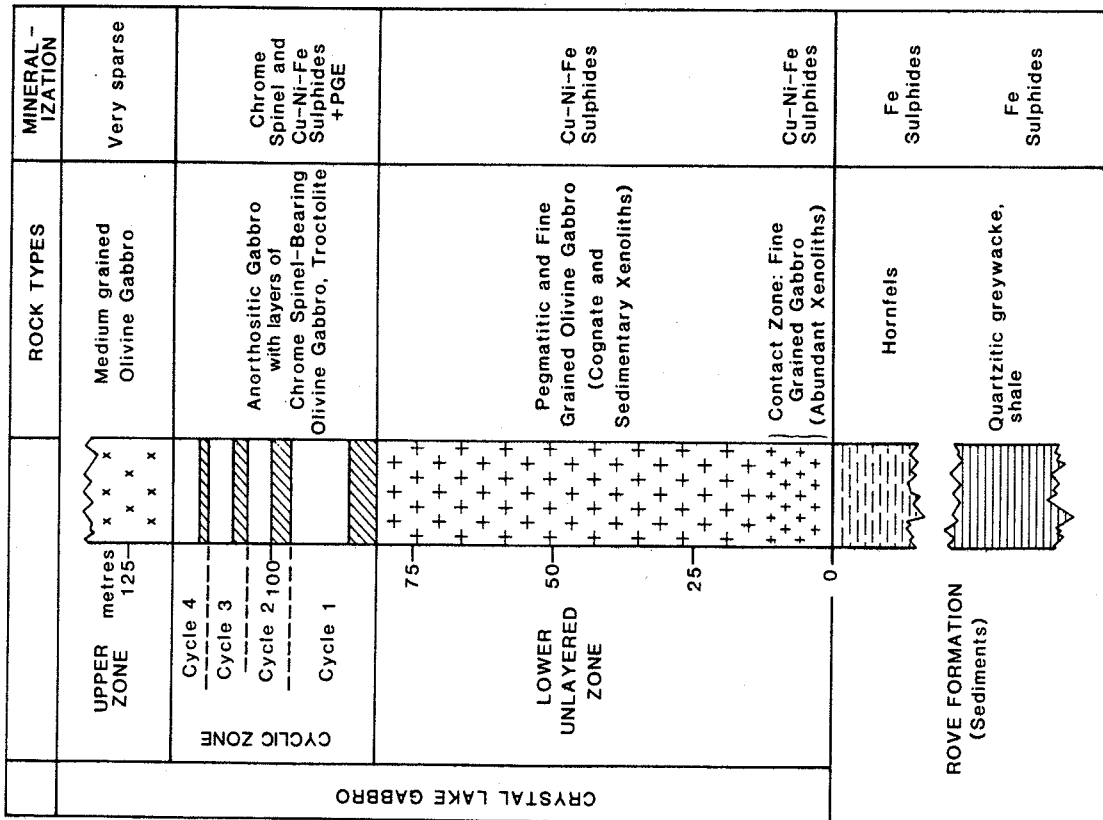 ROCK TYPES
MINERAL-
IZATION
CRYSTAL LAKE GABBRO
UPPER
ZONE
metres
125
Medium grained
Olivine Gabbro
Very sparse
CYCLIC ZONE
Cycle 4
Cycle 3
Cycle 2
100
Cycle 1
Anorthositic Gabbro
with layers of
Chrome Spinel-Bearing
Olivine Gabbro, Troctolite
Chrome
Spinel and
Cu-Ni-Fe
Sulphides
+PGE
LOWER
UNLAYERED
ZONE
75
50
25
0
Pegmatitic and Fine
Grained Olivine Gabbro
(Cognate and
Sedimentary Xenoliths)
Cu-Ni-Fe
Sulphides
Contact Zone: Fine
Grained Gabbro
(Abundant Xenoliths)
Cu-Ni-Fe
Sulphides
ROVE FORMATION
(Sediments)
Hornfels
Fe
Sulphides
Quartzitic greywacke,
shale
Fe
Sulphides